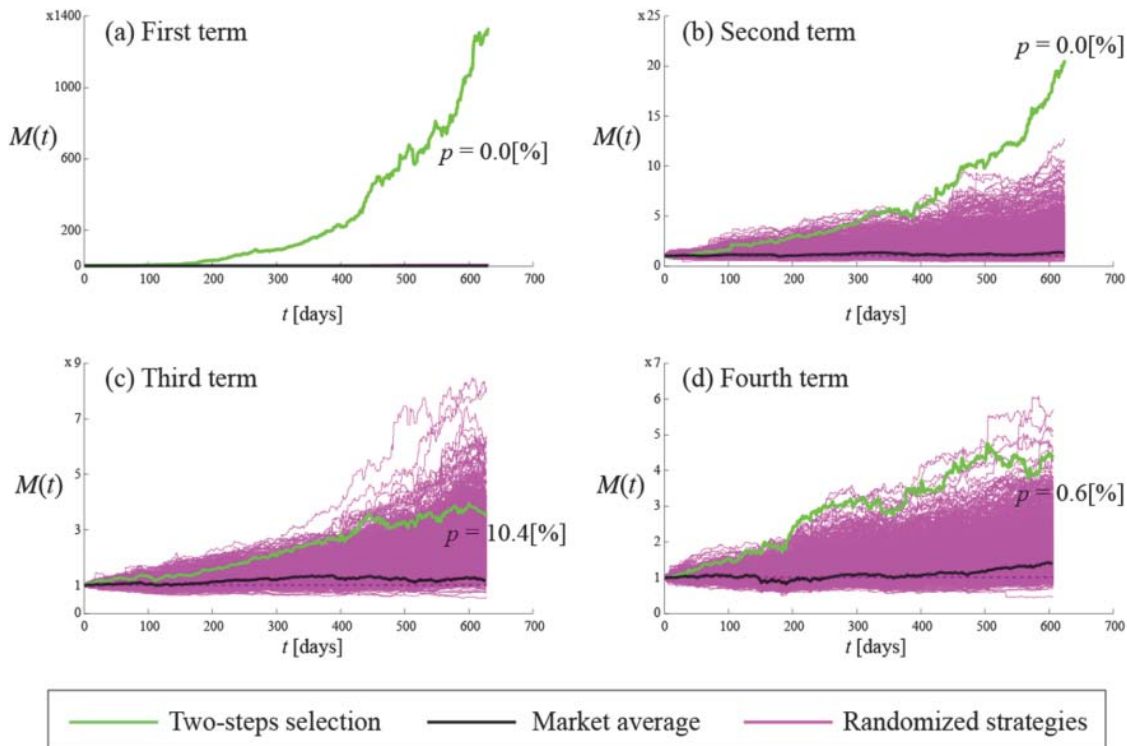 x1400
(a) First term
1000
M(t)
600
p = 0.0[%]
200
0
0 100 200 300 400 500 600 700
t [days]
x25
(b) Second term
p = 0.0[%]
20
15
M(t)
10
5
1
0
0 100 200 300 400 500 600 700
t [days]
x9
(c) Third term
7
5
M(t)
3
p = 10.4[%]
1
0
0 100 200 300 400 500 600 700
t [days]
x7
(d) Fourth term
6
5
4
M(t)
3
p = 0.6[%]
2
1
0
0 100 200 300 400 500 600 700
t [days]
Two-steps selection Market average Randomized strategies